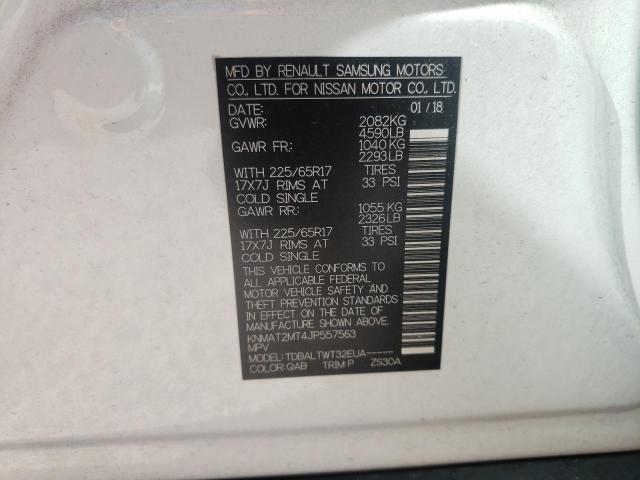 MFD BY RENAULT SAMSUNG MOTORS
CO., LTD. FOR NISSAN MOTOR CO., LTD.
DATE: 01/18
GVWR: 2082KG
4590LB
GAWR FR: 1040 KG
2293LB
WITH 225/65R17 TIRES
17X7J RIMS AT 33 PSI
COLD SINGLE
GAWR RR: 1055 KG
2326LB
WITH 225/65R17 TIRES
17X7J RIMS AT 33 PSI
COLD SINGLE
THIS VEHICLE CONFORMS TO
ALL APPLICABLE FEDERAL
MOTOR VEHICLE SAFETY AND
THEFT PREVENTION STANDARDS
IN EFFECT ON THE DATE OF
MANUFACTURE SHOWN ABOVE.
KNMAT2MT4JP557563
MPV
MODEL: TDBALTWT32EUA-----
COLOR: QAB TRIM: P ZS30A